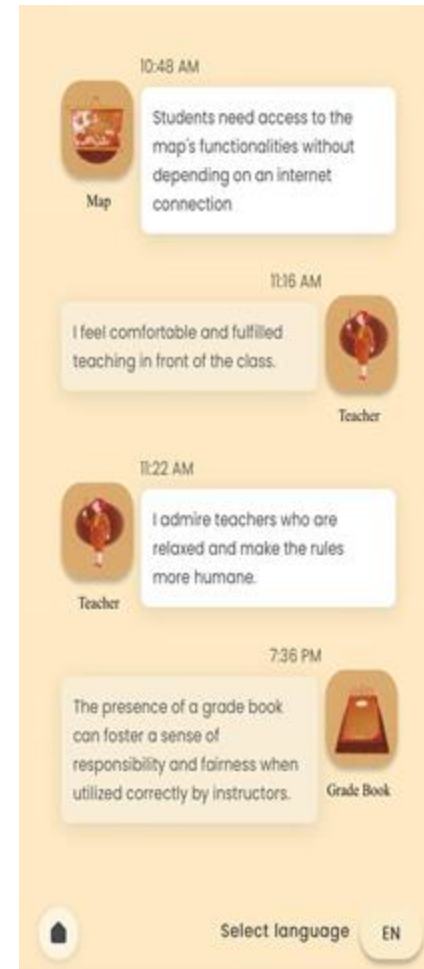 10:48 AM
Students need access to the
map's functionalities without
depending on an internet
connection
Map
11:16 AM
I feel comfortable and fulfilled
teaching in front of the class.
Teacher
11:22 AM
I admire teachers who are
relaxed and make the rules
more humane.
Teacher
7:36 PM
The presence of a grade book
can foster a sense of
responsibility and fairness when
utilized correctly by instructors.
Grade Book
Select language
EN